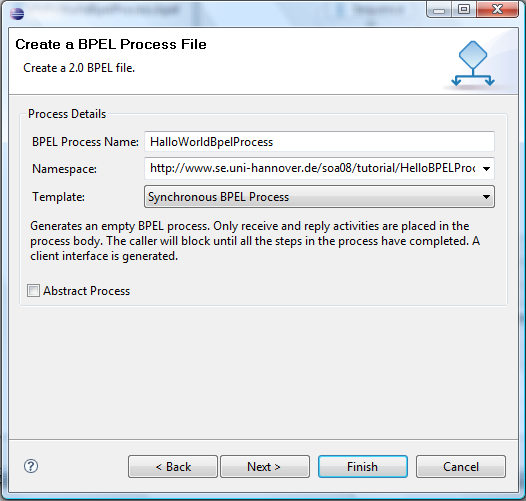 Create a BPEL Process File
Create a 2.0 BPEL file.
Process Details
BPEL Process Name: HalloWorldBpelProcess
Namespace: http://www.se.uni-hannover.de/soa08/tutorial/HelloBPELProc
Template: Synchronous BPEL Process
Generates an empty BPEL process. Only receive and reply activities are placed in the
process body. The caller will block until all the steps in the process have completed. A
client interface is generated.
Abstract Process
? < Back Next > Finish Cancel